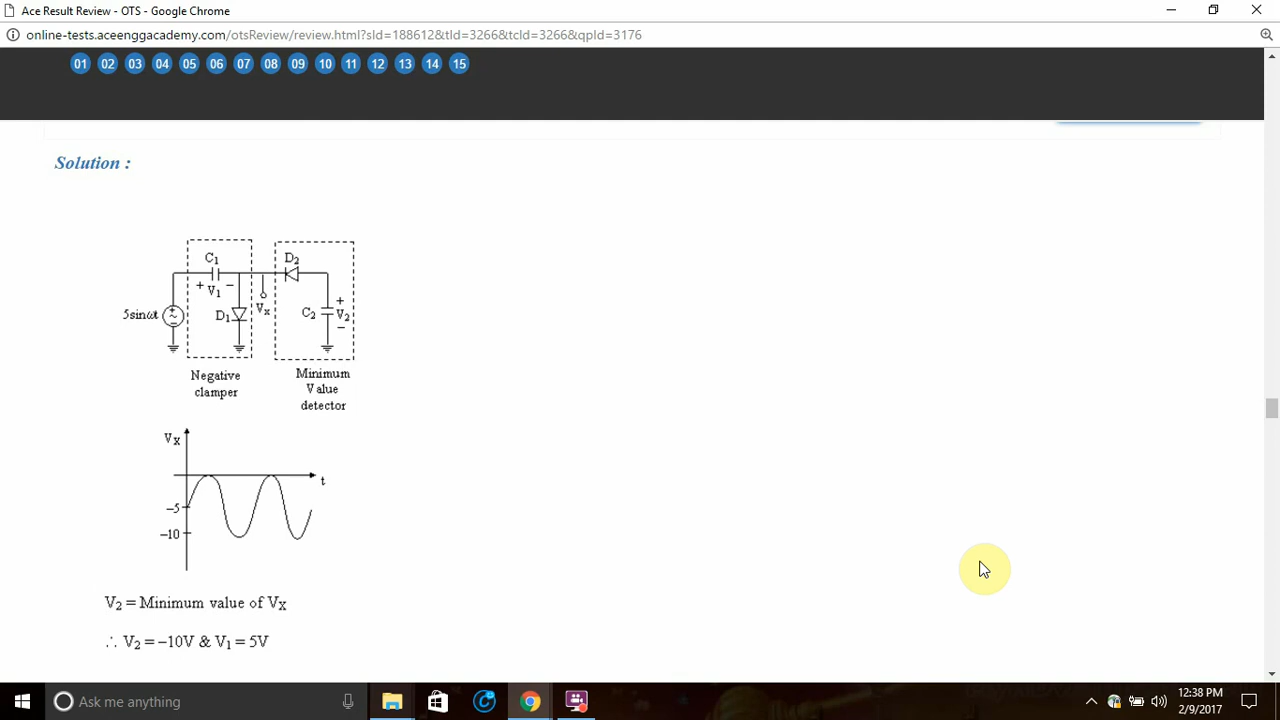 Ace Result Review - OTS - Google Chrome
online-tests.aceenggacademy.com/otsReview/review.html?sId=188612&tId=3266&tcId=3266&qpId=3176
01 02 03 04 05 06 07 08 09 10 11 12 13 14 15
Solution :
C1 D2
+ V1 −
5sinωt + ~ − D1 Vx C2 + V2 −
Negative clamper
Minimum Value detector
Vx
t
−5
−10
V2 = Minimum value of VX
∴ V2 = −10V & V1 = 5V
Ask me anything
12:38 PM
2/9/2017